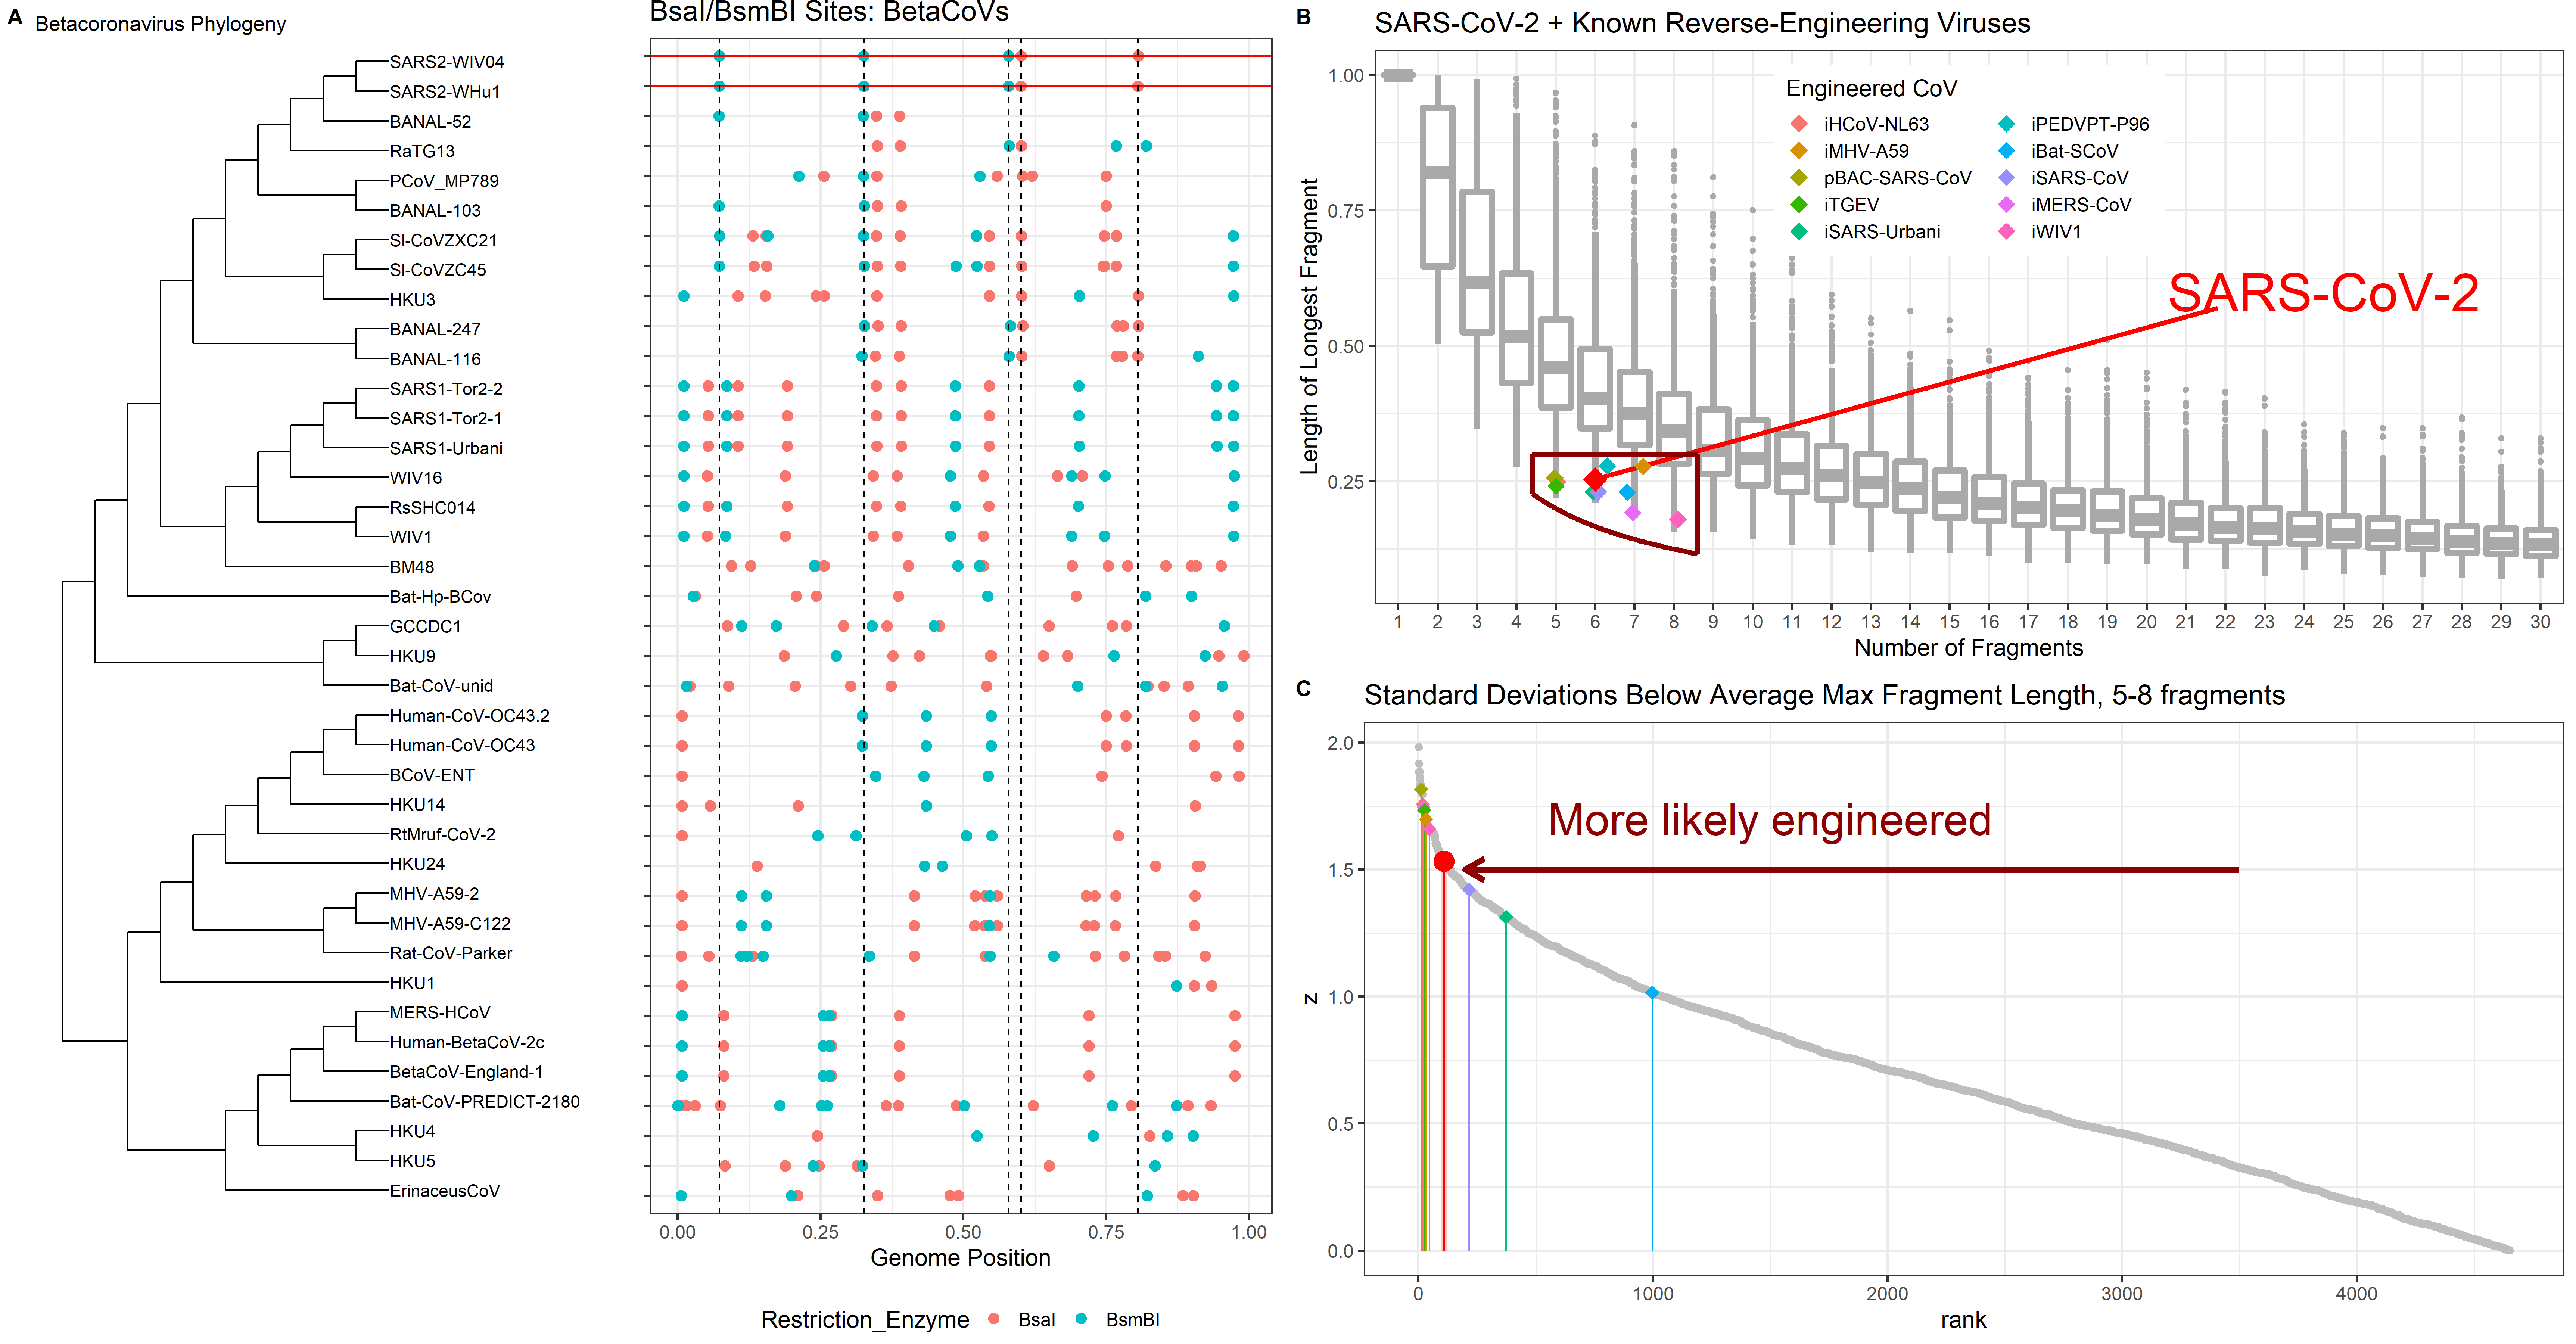 A
Betacoronavirus Phylogeny
BsaI/BsmBI Sites: BetaCoVs
SARS2-WIV04
SARS2-WHu1
BANAL-52
RaTG13
PCoV_MP789
BANAL-103
SI-CoVZXC21
SI-CoVZC45
HKU3
BANAL-247
BANAL-116
SARS1-Tor2-2
SARS1-Tor2-1
SARS1-Urbani
WIV16
RsSHC014
WIV1
BM48
Bat-Hp-BCov
GCCDC1
HKU9
Bat-CoV-unid
Human-CoV-OC43.2
Human-CoV-OC43
BCoV-ENT
HKU14
RtMruf-CoV-2
HKU24
MHV-A59-2
MHV-A59-C122
Rat-CoV-Parker
HKU1
MERS-HCoV
Human-BetaCoV-2c
BetaCoV-England-1
Bat-CoV-PREDICT-2180
HKU4
HKU5
ErinaceusCoV
0.00 0.25 0.50 0.75 1.00
Genome Position
Restriction_Enzyme BsaI BsmBI
B
SARS-CoV-2 + Known Reverse-Engineering Viruses
Length of Longest Fragment
1.00
0.75
0.50
0.25
Engineered CoV
iHCoV-NL63 iPEDVPT-P96
iMHV-A59 iBat-SCoV
pBAC-SARS-CoV iSARS-CoV
iTGEV iMERS-CoV
iSARS-Urbani iWIV1
SARS-CoV-2
1 2 3 4 5 6 7 8 9 10 11 12 13 14 15 16 17 18 19 20 21 22 23 24 25 26 27 28 29 30
Number of Fragments
C
Standard Deviations Below Average Max Fragment Length, 5-8 fragments
z
2.0
1.5
1.0
0.5
0.0
More likely engineered
0 1000 2000 3000 4000
rank